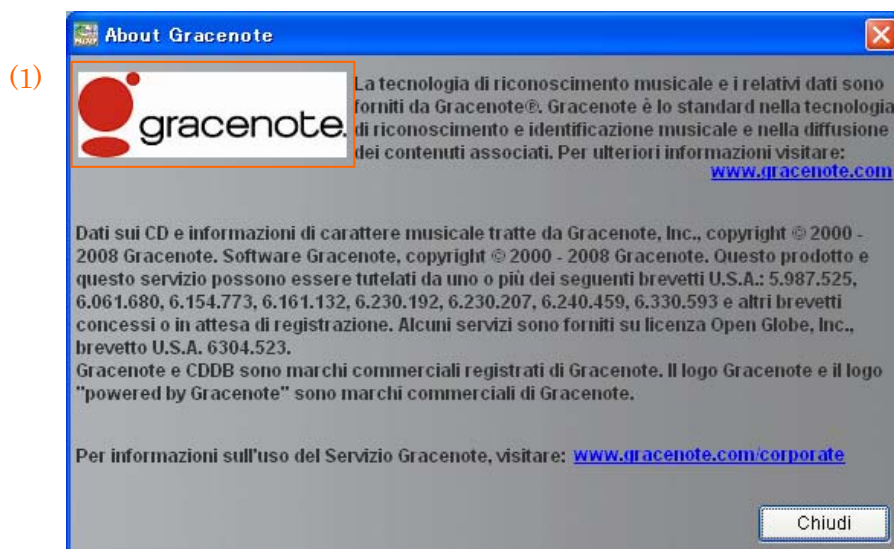 About Gracenote
(1)
gracenote.
La tecnologia di riconoscimento musicale e i relativi dati sono
forniti da Gracenote®. Gracenote è lo standard nella tecnologia
di riconoscimento e identificazione musicale e nella diffusione
dei contenuti associati. Per ulteriori informazioni visitare:
www.gracenote.com
Dati sui CD e informazioni di carattere musicale tratte da Gracenote, Inc., copyright © 2000 -
2008 Gracenote. Software Gracenote, copyright © 2000 - 2008 Gracenote. Questo prodotto e
questo servizio possono essere tutelati da uno o più dei seguenti brevetti U.S.A.: 5.987.525,
6.061.680, 6.154.773, 6.161.132, 6.230.192, 6.230.207, 6.240.459, 6.330.593 e altri brevetti
concessi o in attesa di registrazione. Alcuni servizi sono forniti su licenza Open Globe, Inc.,
brevetto U.S.A. 6304.523.
Gracenote e CDDB sono marchi commerciali registrati di Gracenote. Il logo Gracenote e il logo
"powered by Gracenote" sono marchi commerciali di Gracenote.
Per informazioni sull'uso del Servizio Gracenote, visitare: www.gracenote.com/corporate
Chiudi